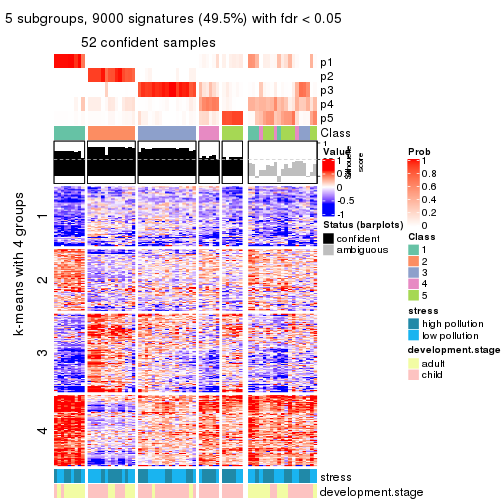 5 subgroups, 9000 signatures (49.5%) with fdr < 0.05
52 confident samples
p1
p2
p3
p4
p5
Class
1
Silhouette
score
k-means with 4 groups
1
2
3
4
stress
development.stage
Value
1
0.5
0
-0.5
-1
Status (barplots)
confident
ambiguous
Prob
1
0.8
0.6
0.4
0.2
0
Class
1
2
3
4
5
stress
high pollution
low pollution
development.stage
adult
child